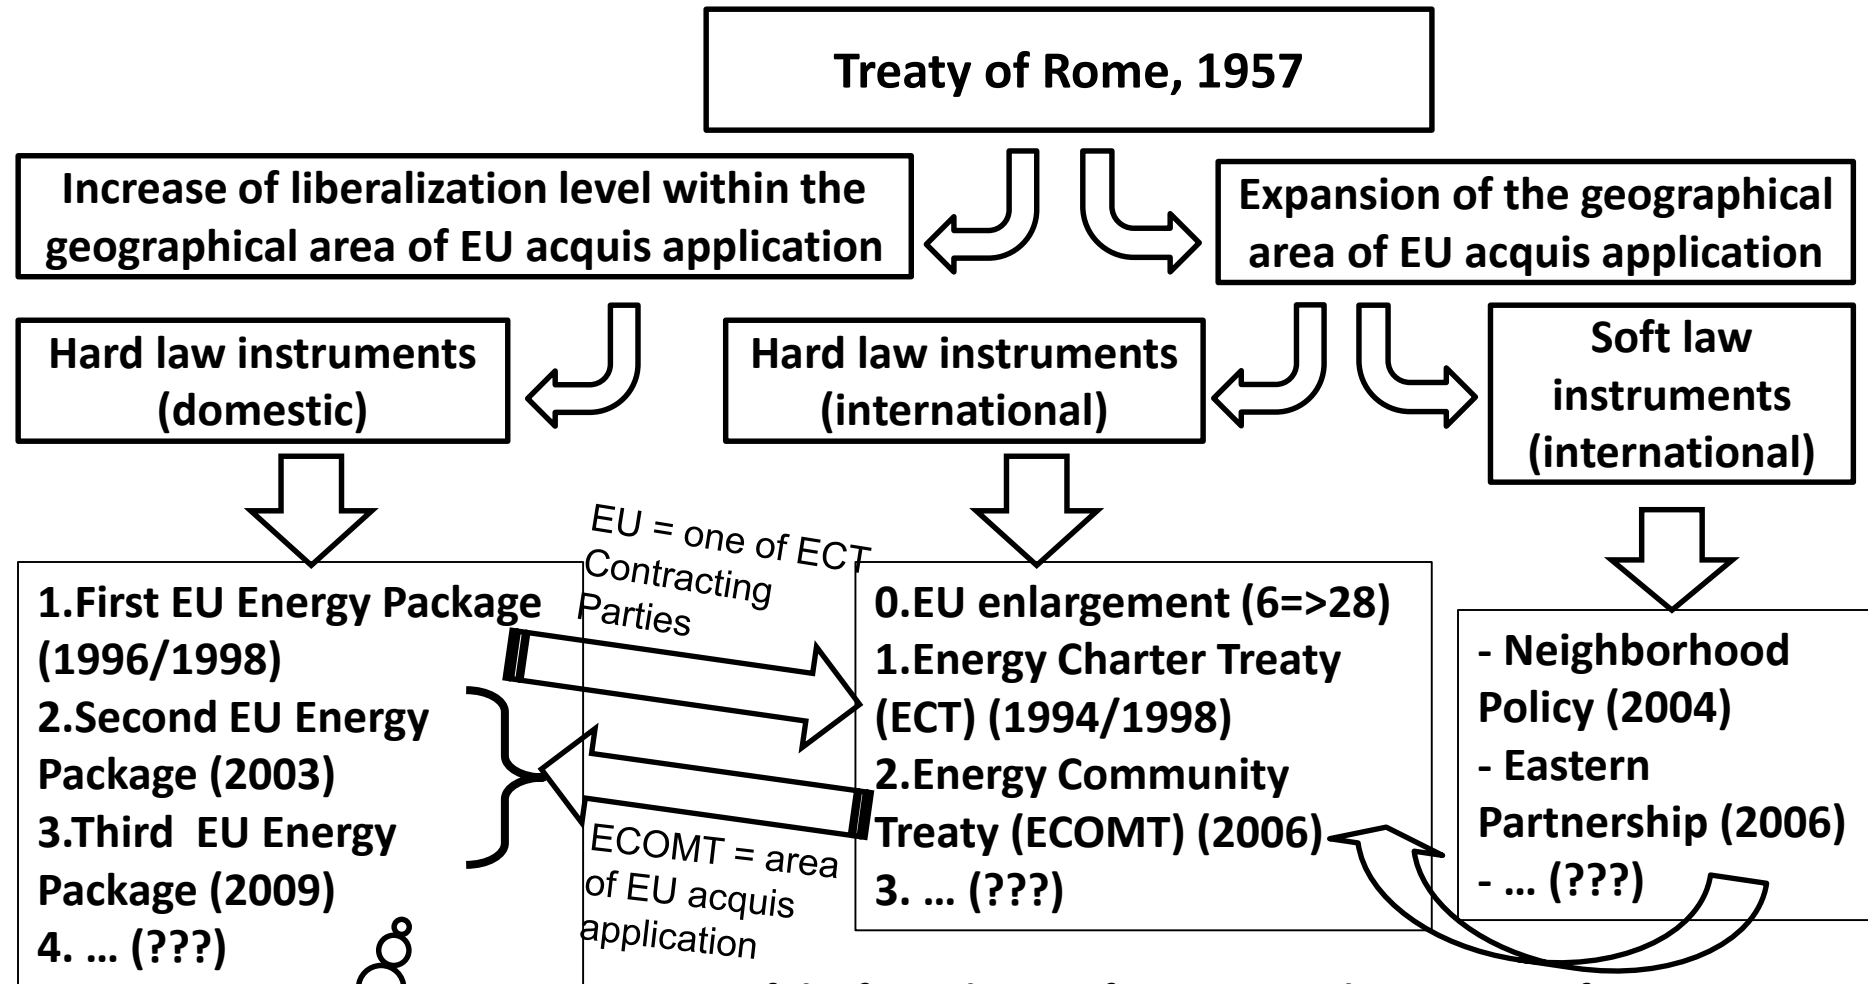 Treaty of Rome, 1957
Increase of liberalization level within the
geographical area of EU acquis application
Expansion of the geographical
area of EU acquis application
Hard law instruments
(domestic)
Hard law instruments
(international)
Soft law
instruments
(international)
1.First EU Energy Package
(1996/1998)
2.Second EU Energy
Package (2003)
3.Third EU Energy
Package (2009)
4. ... (???)
EU = one of ECT
Contracting
Parties
ECOMT = area
of EU acquis
application
0.EU enlargement (6=>28)
1.Energy Charter Treaty
(ECT) (1994/1998)
2.Energy Community
Treaty (ECOMT) (2006)
3. ... (???)
- Neighborhood
Policy (2004)
- Eastern
Partnership (2006)
- ... (???)